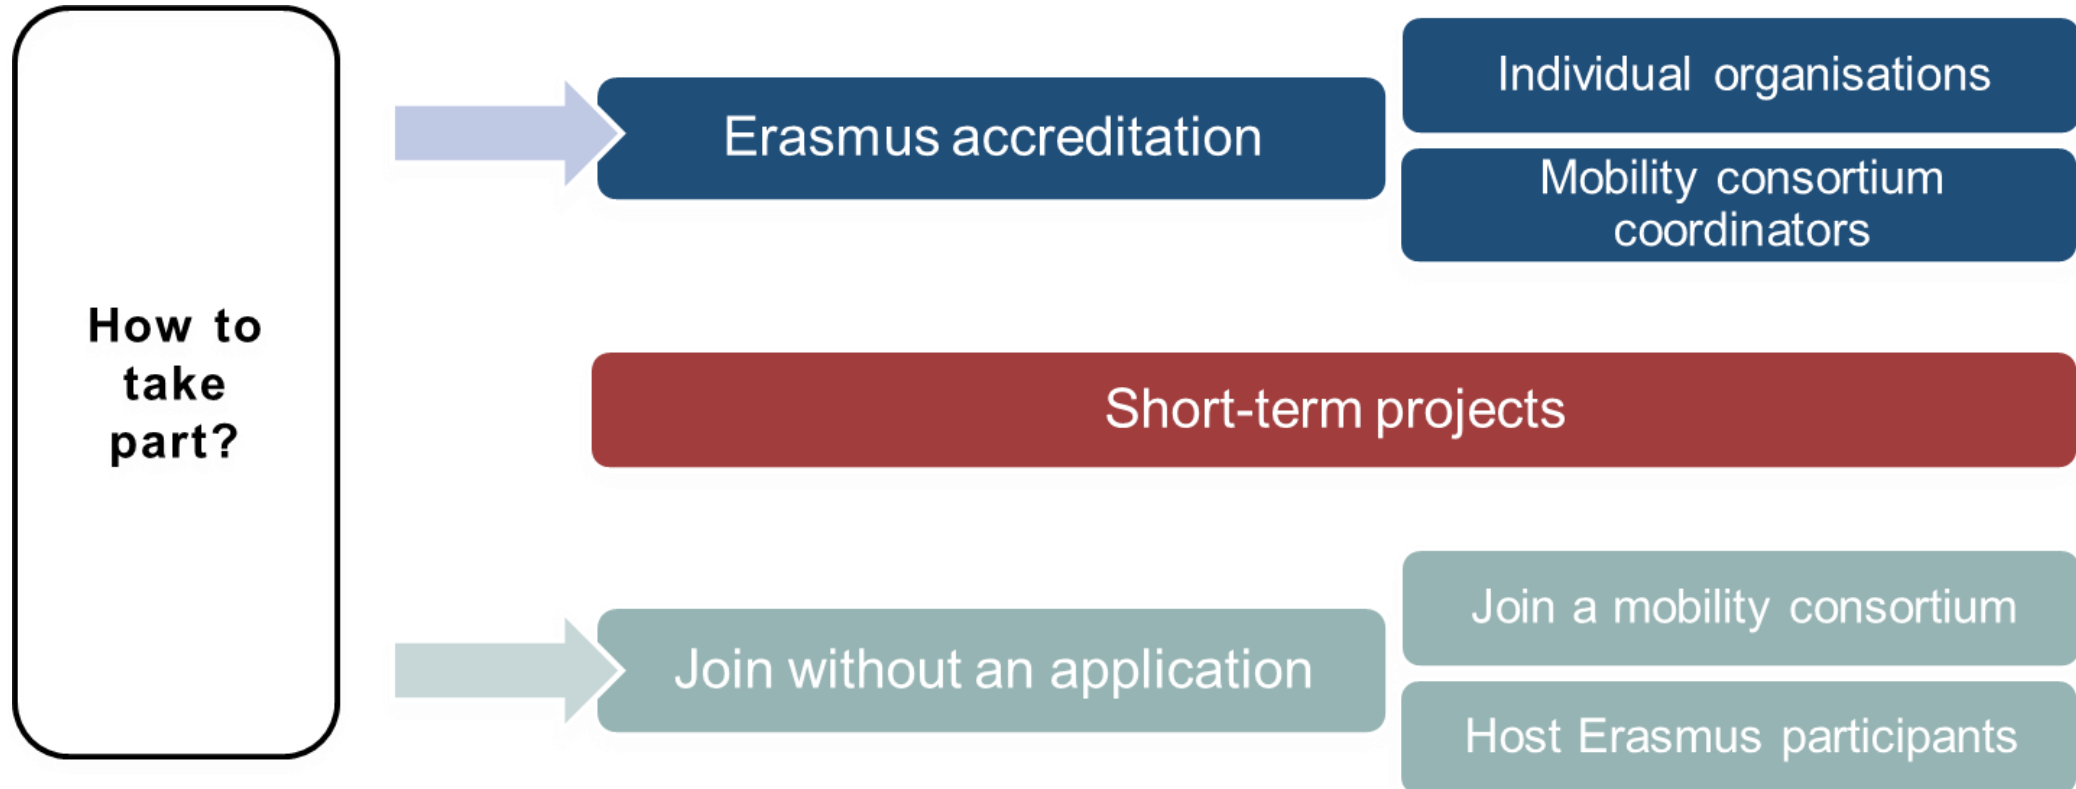 How to
take
part?
Erasmus accreditation
Individual organisations
Mobility consortium
coordinators
Short-term projects
Join without an application
Join a mobility consortium
Host Erasmus participants